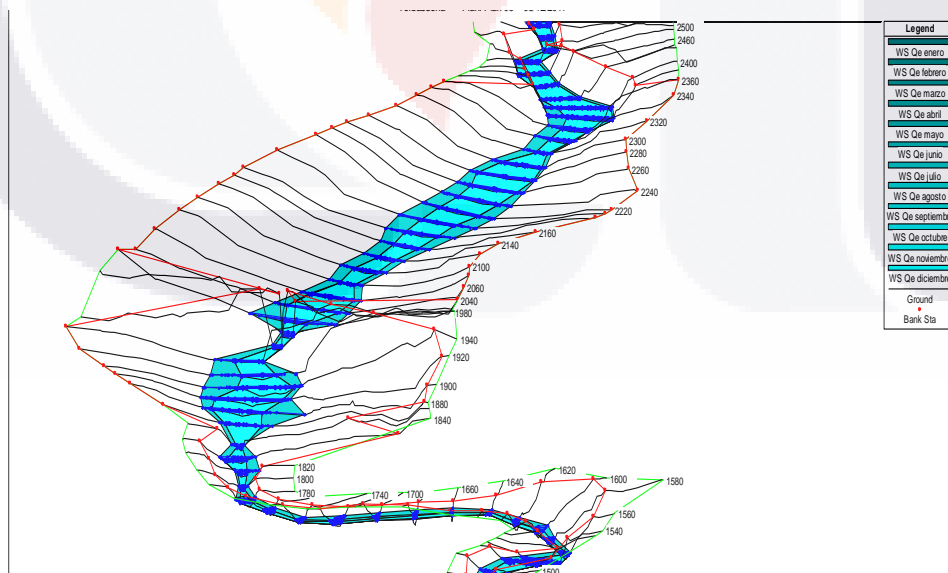 2500
2460
2400
2360
2340
2320
2300
2280
2260
2240
2220
2160
2140
2100
2060
2040
1980
1940
1920
1900
1880
1840
1820
1800
1780
1740
1700
1660
1640
1620
1600
1580
1560
1540
1500
Legend
WS Qe enero
WS Qe febrero
WS Qe marzo
WS Qe abril
WS Qe mayo
WS Qe junio
WS Qe julio
WS Qe agosto
WS Qe septiemb
WS Qe octubre
WS Qe noviembre
WS Qe diciembre
Ground
Bank Sta